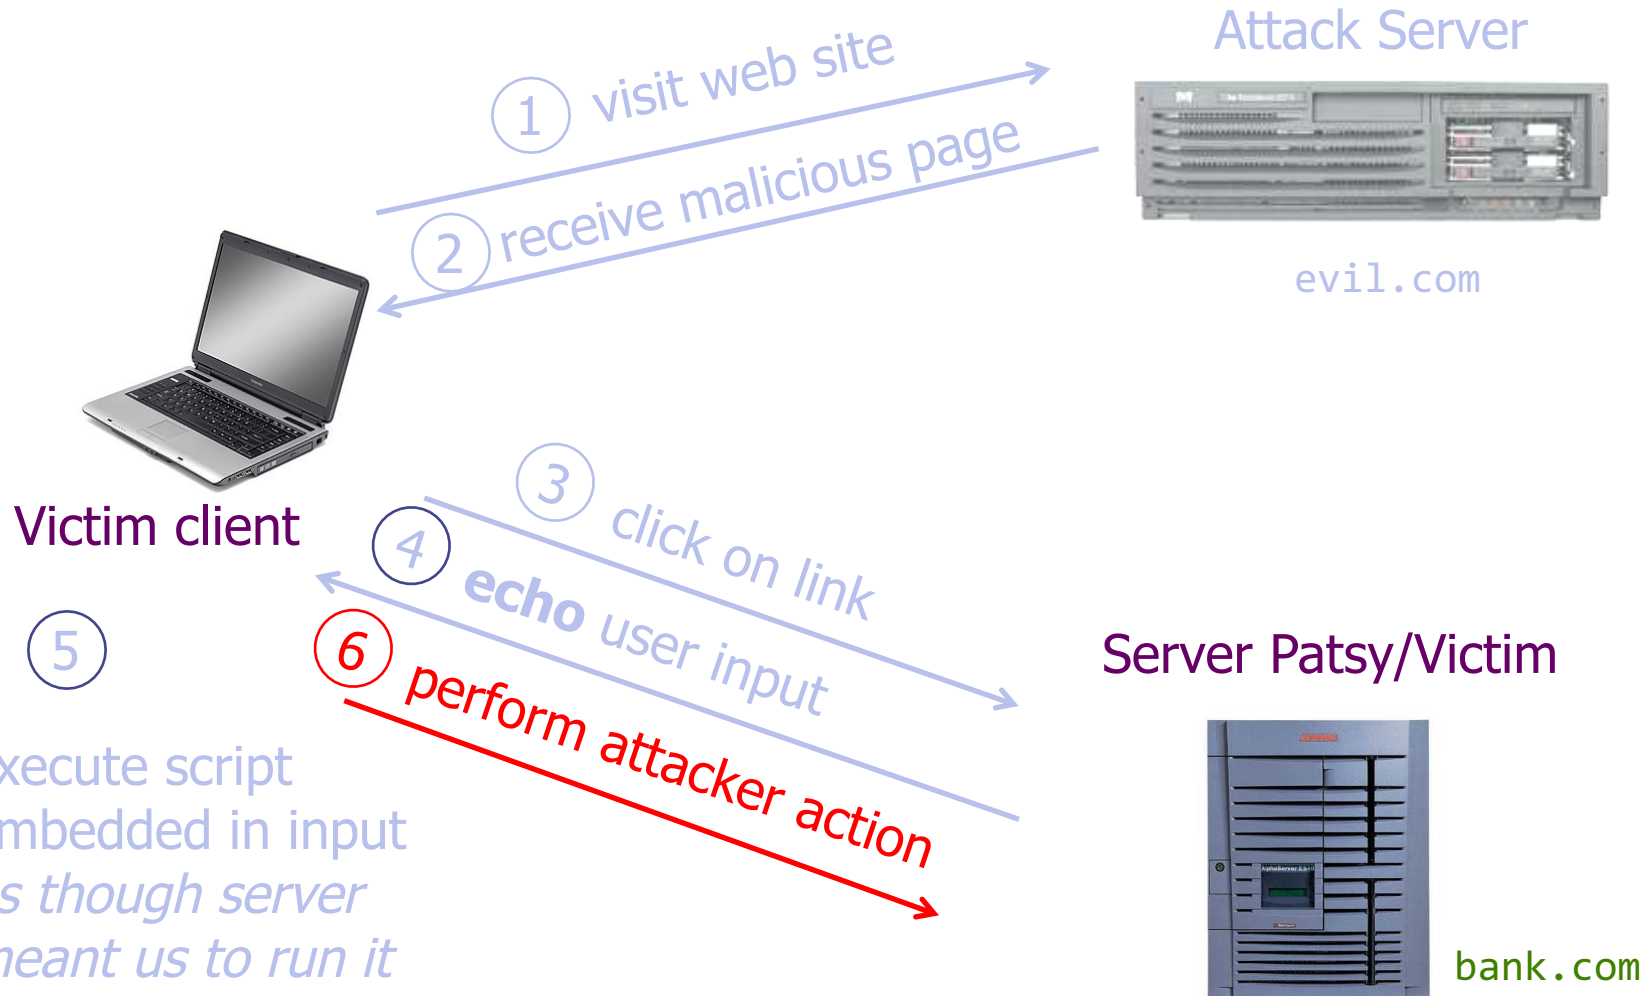 Attack Server
1 visit web site
2 receive malicious page
evil.com
Victim client
3 click on link
4 echo user input
5
xecute script
mbedded in input
s though server
neant us to run it
6 perform attacker action
Server Patsy/Victim
AlphaServer ES40
bank.com